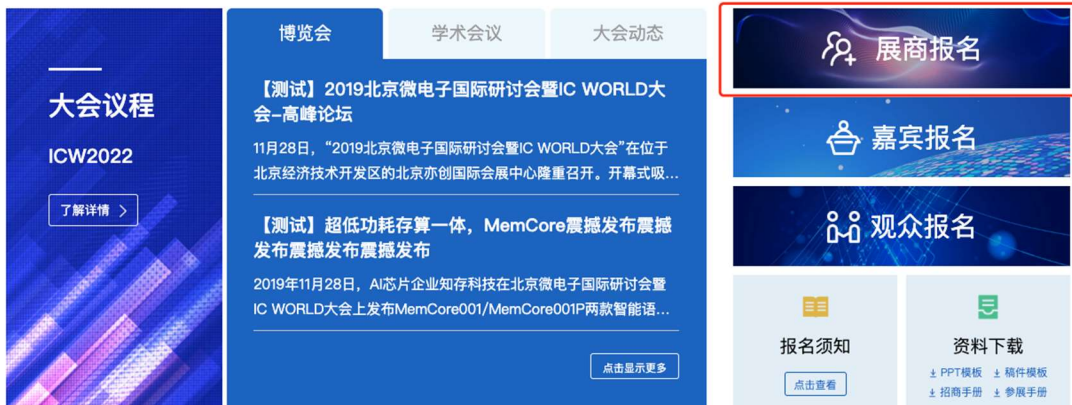 大会议程
ICW2022
了解详情 >
博览会
学术会议
大会动态
【测试】2019北京微电子国际研讨会暨IC WORLD大
会-高峰论坛
11月28日，“2019北京微电子国际研讨会暨IC WORLD大会”在位于
北京经济技术开发区的北京亦创国际会展中心隆重召开。开幕式吸...
【测试】超低功耗存算一体，MemCore震撼发布震撼
发布震撼发布震撼发布
2019年11月28日，AI芯片企业知存科技在北京微电子国际研讨会暨
IC WORLD大会上发布MemCore001/MemCore001P两款智能语...
点击显示更多
展商报名
嘉宾报名
观众报名
报名须知
点击查看
资料下载
PPT模板 稿件模板
招商手册 参展手册